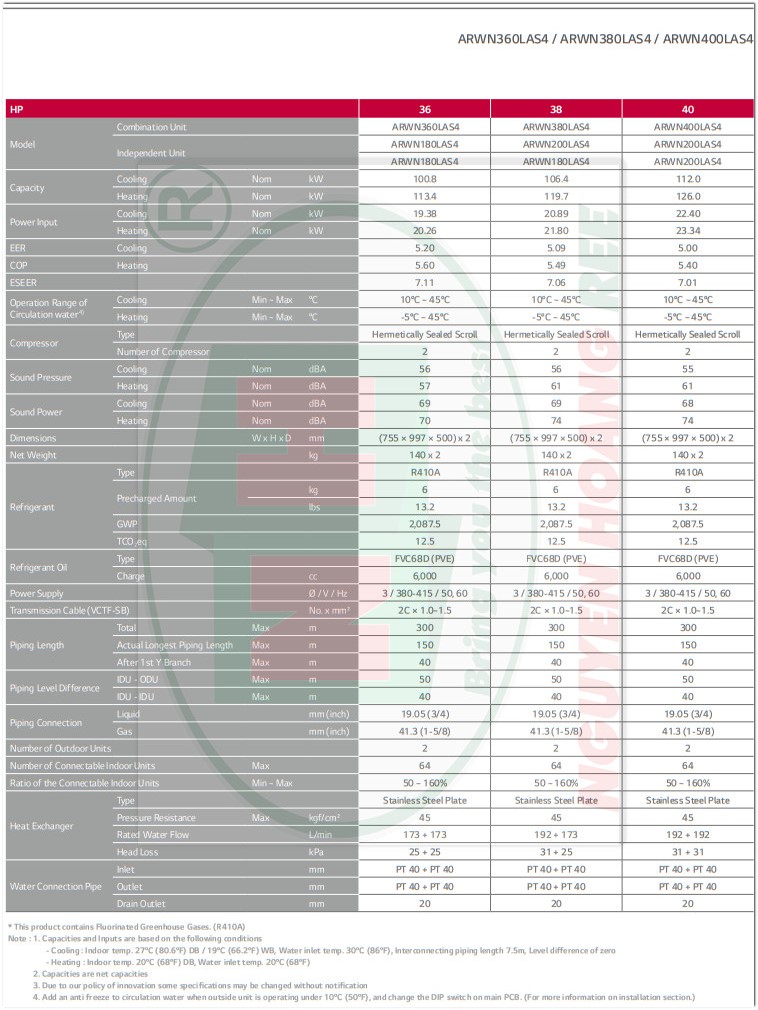 ARWN360LAS4 / ARWN380LAS4 / ARWN400LAS4
HP 36 38 40
Model Combination Unit ARWN360LAS4 ARWN380LAS4 ARWN400LAS4
Independent Unit ARWN180LAS4 ARWN200LAS4 ARWN200LAS4
ARWN180LAS4 ARWN180LAS4 ARWN200LAS4
Capacity Cooling Nom kW 100.8 106.4 112.0
Heating Nom kW 113.4 119.7 126.0
Power Input Cooling Nom kW 19.38 20.89 22.40
Heating Nom kW 20.26 21.80 23.34
EER Cooling 5.20 5.09 5.00
COP Heating 5.60 5.49 5.40
ESEER 7.11 7.06 7.01
Operation Range of Circulation water4) Cooling Min – Max °C 10°C ~ 45°C 10°C ~ 45°C 10°C ~ 45°C
Heating Min – Max °C -5°C ~ 45°C -5°C ~ 45°C -5°C ~ 45°C
Compressor Type Hermetically Sealed Scroll Hermetically Sealed Scroll Hermetically Sealed Scroll
Number of Compressor 2 2 2
Sound Pressure Cooling Nom dBA 56 56 55
Heating Nom dBA 57 61 61
Sound Power Cooling Nom dBA 69 69 68
Heating Nom dBA 70 74 74
Dimensions W x H x D mm (755 × 997 × 500) x 2 (755 × 997 × 500) x 2 (755 × 997 × 500) x 2
Net Weight kg 140 x 2 140 x 2 140 x 2
Refrigerant Type R410A R410A R410A
Precharged Amount kg 6 6 6
lbs 13.2 13.2 13.2
GWP 2,087.5 2,087.5 2,087.5
TCO₂eq 12.5 12.5 12.5
Refrigerant Oil Type FVC68D (PVE) FVC68D (PVE) FVC68D (PVE)
Charge cc 6,000 6,000 6,000
Power Supply Ø / V / Hz 3 / 380-415 / 50, 60 3 / 380-415 / 50, 60 3 / 380-415 / 50, 60
Transmission Cable (VCTF-SB) No. x mm² 2C × 1.0~1.5 2C × 1.0~1.5 2C × 1.0~1.5
Piping Length Total Max m 300 300 300
Actual Longest Piping Length Max m 150 150 150
After 1st Y Branch Max m 40 40 40
Piping Level Difference IDU - ODU Max m 50 50 50
IDU - IDU Max m 40 40 40
Piping Connection Liquid mm (inch) 19.05 (3/4) 19.05 (3/4) 19.05 (3/4)
Gas mm (inch) 41.3 (1-5/8) 41.3 (1-5/8) 41.3 (1-5/8)
Number of Outdoor Units 2 2 2
Number of Connectable Indoor Units Max 64 64 64
Ratio of the Connectable Indoor Units Min – Max 50 – 160% 50 – 160% 50 – 160%
Heat Exchanger Type Stainless Steel Plate Stainless Steel Plate Stainless Steel Plate
Pressure Resistance Max kgf/cm² 45 45 45
Rated Water Flow L/min 173 + 173 192 + 173 192 + 192
Head Loss kPa 25 + 25 31 + 25 31 + 31
Water Connection Pipe Inlet mm PT 40 + PT 40 PT 40 + PT 40 PT 40 + PT 40
Outlet mm PT 40 + PT 40 PT 40 + PT 40 PT 40 + PT 40
Drain Outlet mm 20 20 20
* This product contains Fluorinated Greenhouse Gases. (R410A)
Note : 1. Capacities and Inputs are based on the following conditions
- Cooling : Indoor temp. 27°C (80.6°F) DB / 19°C (66.2°F) WB, Water inlet temp. 30°C (86°F), Interconnecting piping length 7.5m, Level difference of zero
- Heating : Indoor temp. 20°C (68°F) DB, Water inlet temp. 20°C (68°F)
2. Capacities are net capacities
3. Due to our policy of innovation some specifications may be changed without notification
4. Add an anti freeze to circulation water when outside unit is operating under 10°C (50°F), and change the DIP switch on main PCB. (For more information on installation section.)
®
Bring you the best
NGUYEN HOANG REE